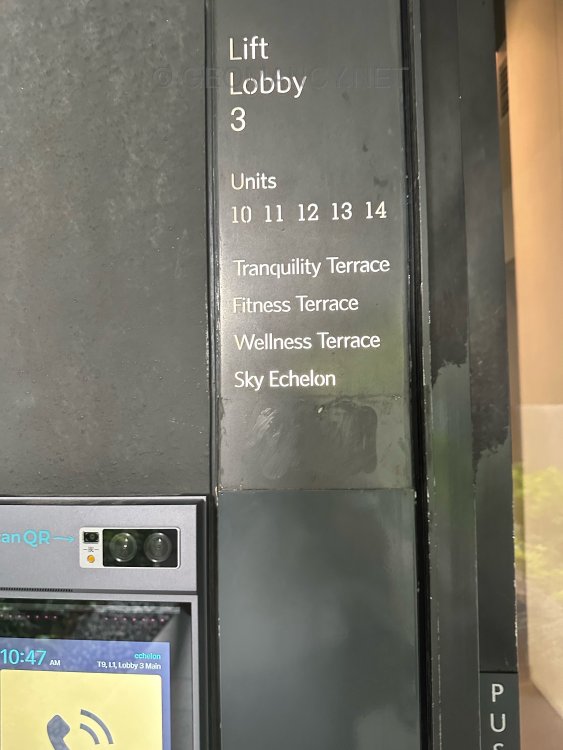 Lift
Lobby
3
Units
10 11 12 13 14
Tranquility Terrace
Fitness Terrace
Wellness Terrace
Sky Echelon
QR→
10:47 AM
echelon
T9, L1, Lobby 3 Main
P
U